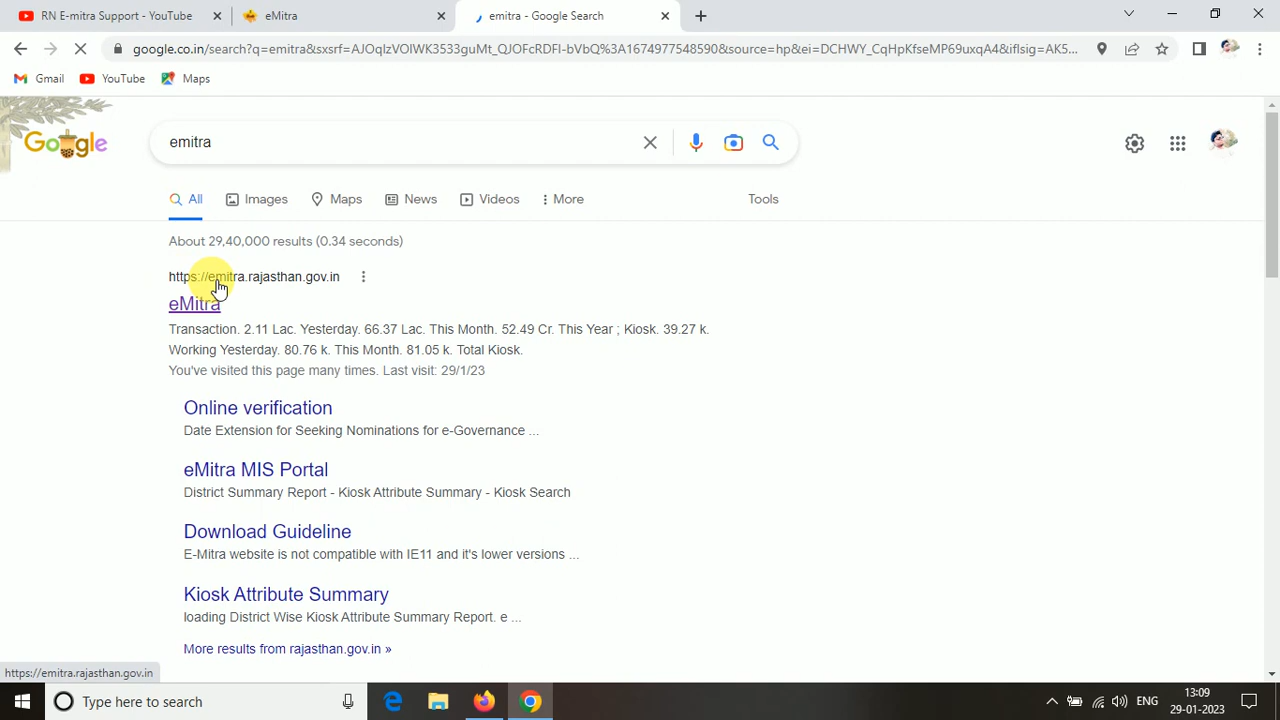 RN E-mitra Support - YouTube
eMitra
emitra - Google Search
google.co.in/search?q=emitra&sxsrf=AJOqlzVOIWK3533guMt_QJOFcRDFI-bVbQ%3A1674977548590&source=hp&ei=DCHWY_CqHpKfseMP69uxqA4&iflsig=AK5...
Gmail
YouTube
Maps
Google
emitra
All
Images
Maps
News
Videos
More
Tools
About 29,40,000 results (0.34 seconds)
https://emitra.rajasthan.gov.in
eMitra
Transaction. 2.11 Lac. Yesterday. 66.37 Lac. This Month. 52.49 Cr. This Year ; Kiosk. 39.27 k.
Working Yesterday. 80.76 k. This Month. 81.05 k. Total Kiosk.
You've visited this page many times. Last visit: 29/1/23
Online verification
Date Extension for Seeking Nominations for e-Governance ...
eMitra MIS Portal
District Summary Report - Kiosk Attribute Summary - Kiosk Search
Download Guideline
E-Mitra website is not compatible with IE11 and it's lower versions ...
Kiosk Attribute Summary
loading District Wise Kiosk Attribute Summary Report. e ...
More results from rajasthan.gov.in »
https://emitra.rajasthan.gov.in
Type here to search
ENG
13:09
29-01-2023